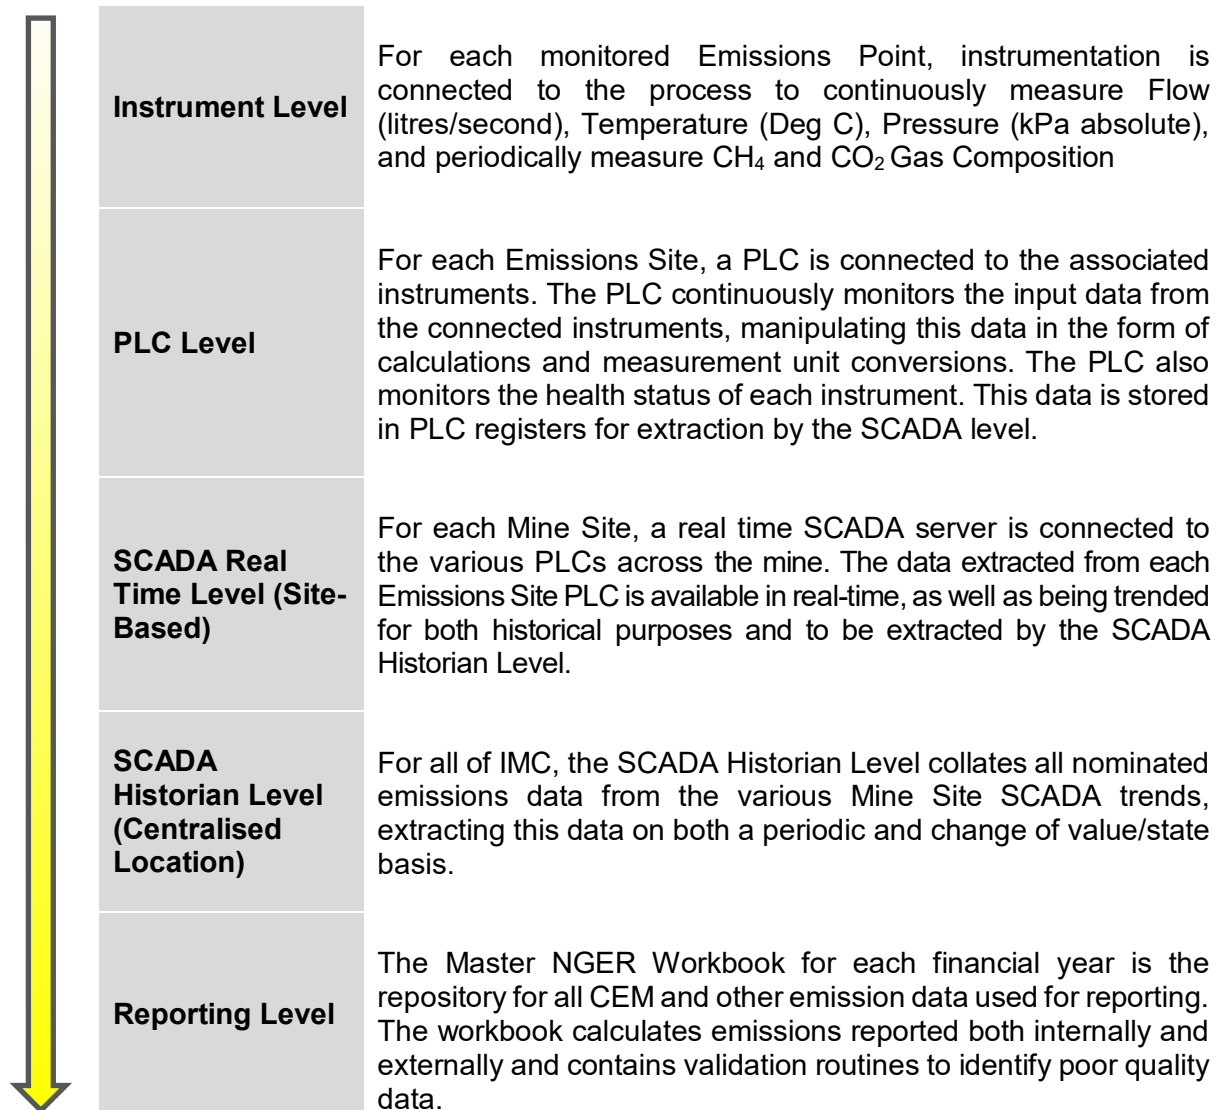 Instrument Level
For each monitored Emissions Point, instrumentation is
connected to the process to continuously measure Flow
(litres/second), Temperature (Deg C), Pressure (kPa absolute),
and periodically measure CH₄ and CO₂ Gas Composition
PLC Level
For each Emissions Site, a PLC is connected to the associated
instruments. The PLC continuously monitors the input data from
the connected instruments, manipulating this data in the form of
calculations and measurement unit conversions. The PLC also
monitors the health status of each instrument. This data is stored
in PLC registers for extraction by the SCADA level.
SCADA Real
Time Level (Site-
Based)
For each Mine Site, a real time SCADA server is connected to
the various PLCs across the mine. The data extracted from each
Emissions Site PLC is available in real-time, as well as being trended
for both historical purposes and to be extracted by the SCADA
Historian Level.
SCADA
Historian Level
(Centralised
Location)
For all of IMC, the SCADA Historian Level collates all nominated
emissions data from the various Mine Site SCADA trends,
extracting this data on both a periodic and change of value/state
basis.
Reporting Level
The Master NGER Workbook for each financial year is the
repository for all CEM and other emission data used for reporting.
The workbook calculates emissions reported both internally and
externally and contains validation routines to identify poor quality
data.